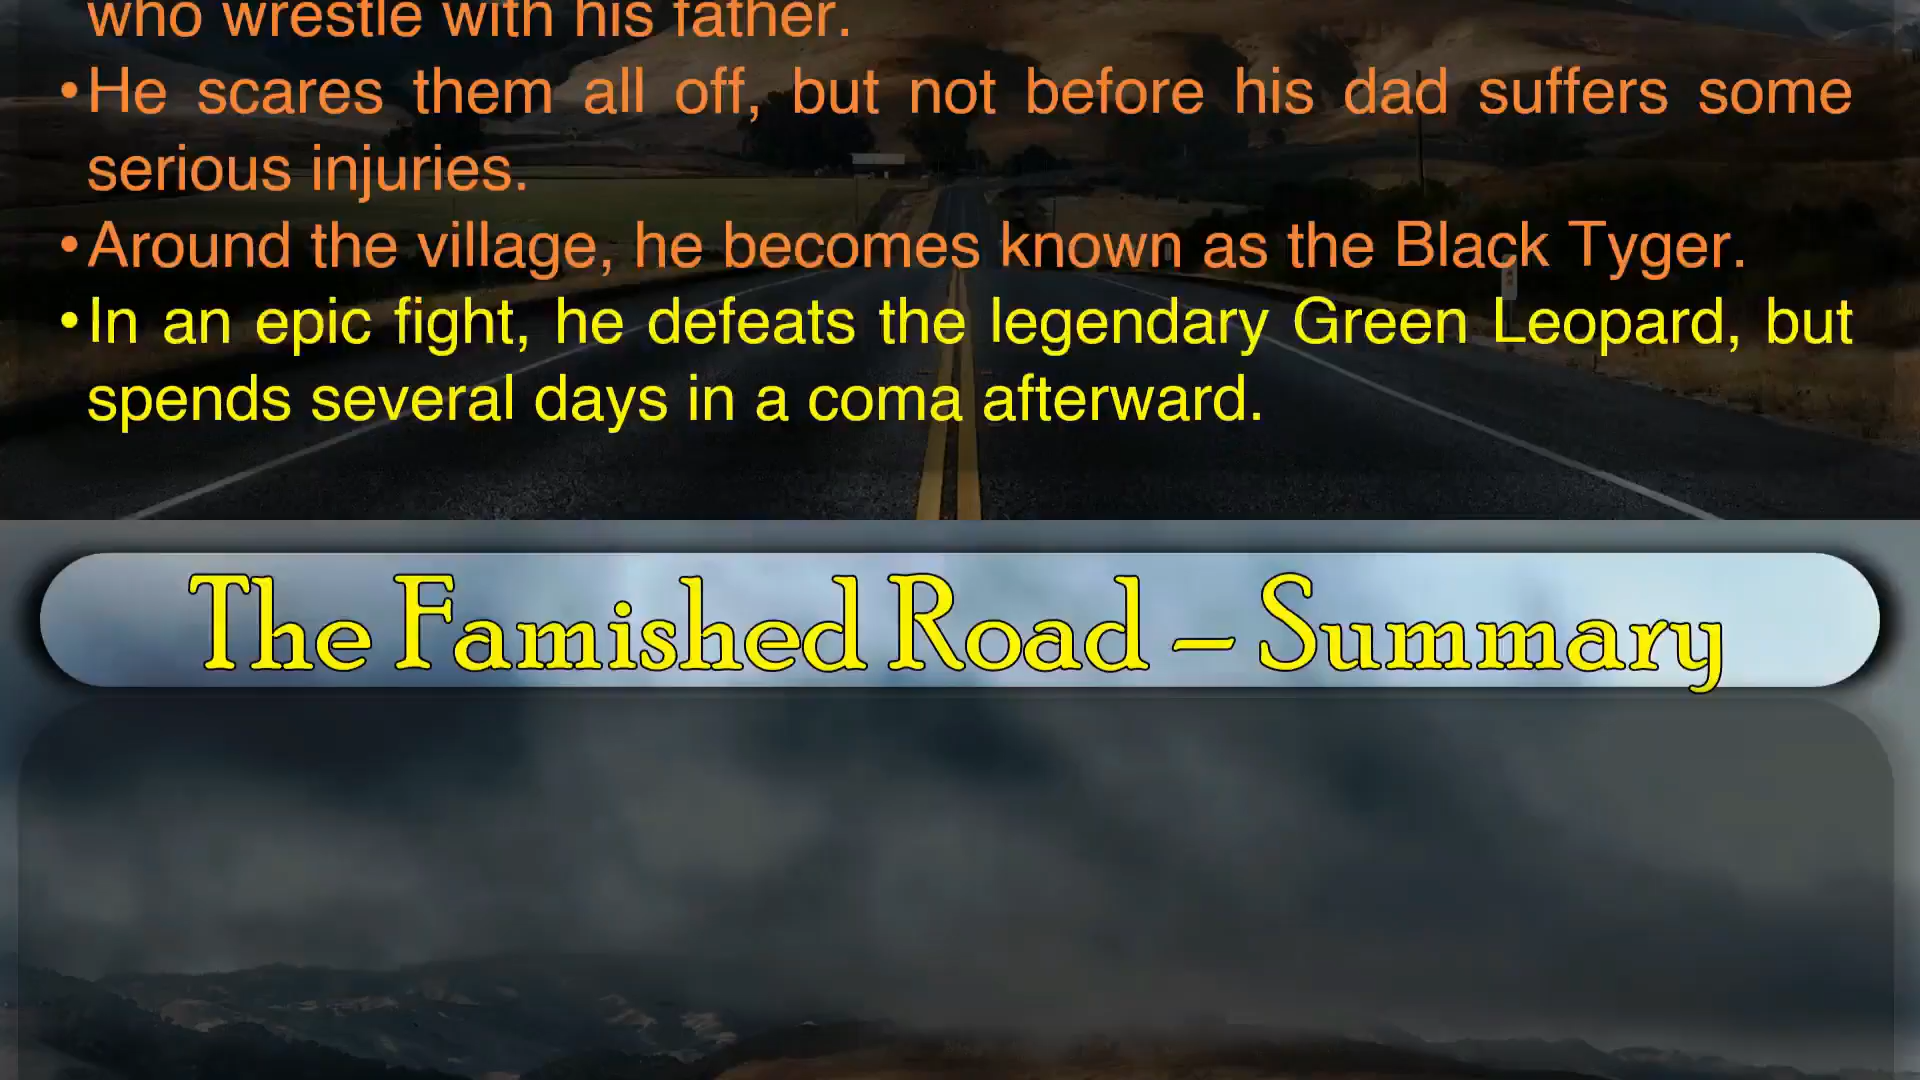 who wrestle with his father.
•He scares them all off, but not before his dad suffers some
serious injuries.
•Around the village, he becomes known as the Black Tyger.
•In an epic fight, he defeats the legendary Green Leopard, but
spends several days in a coma afterward.
The Famished Road – Summary